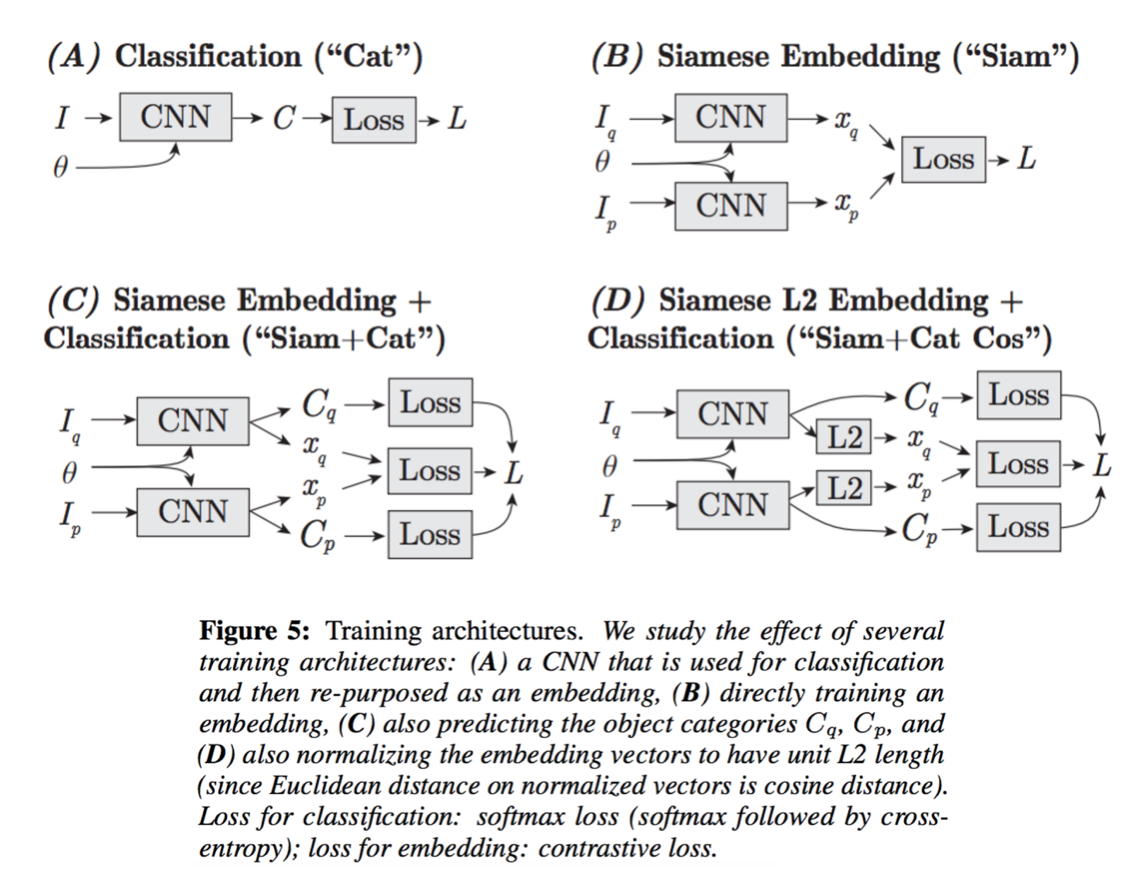 (A) Classification (“Cat”)
I → CNN → C → Loss → L
θ
(B) Siamese Embedding (“Siam”)
I_q → CNN → x_q
θ
Loss → L
I_p → CNN → x_p
(C) Siamese Embedding +
Classification (“Siam+Cat”)
C_q → Loss
I_q → CNN
x_q
θ
Loss → L
x_p
I_p → CNN
C_p → Loss
(D) Siamese L2 Embedding +
Classification (“Siam+Cat Cos”)
C_q → Loss
I_q → CNN
L2 → x_q
θ
Loss → L
L2 → x_p
I_p → CNN
C_p → Loss
Figure 5: Training architectures. We study the effect of several
training architectures: (A) a CNN that is used for classification
and then re-purposed as an embedding, (B) directly training an
embedding, (C) also predicting the object categories C_q, C_p, and
(D) also normalizing the embedding vectors to have unit L2 length
(since Euclidean distance on normalized vectors is cosine distance).
Loss for classification: softmax loss (softmax followed by cross-
entropy); loss for embedding: contrastive loss.